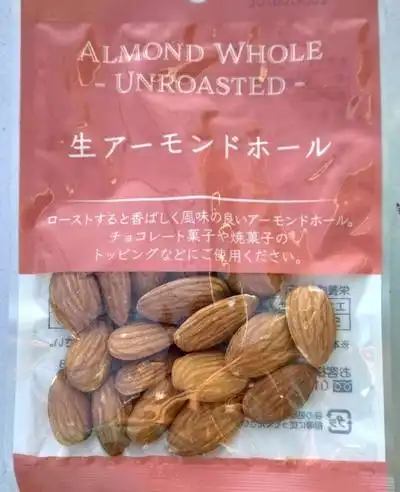 ALMOND WHOLE
- UNROASTED -
生アーモンドホール
ローストすると香ばしく風味の良いアーモンドホール。
チョコレート菓子や焼菓子の
トッピングなどにご使用ください。